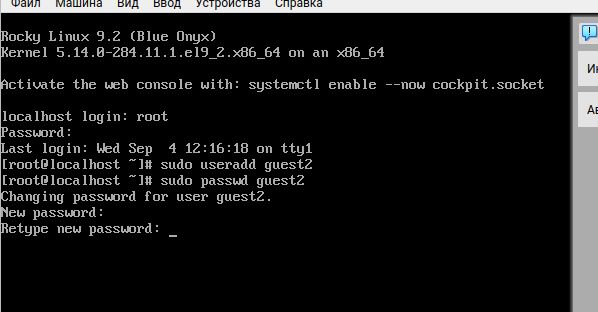 Файл Машина Вид Ввод Устройства Справка
Rocky Linux 9.2 (Blue Onyx)
Kernel 5.14.0-284.11.1.el9_2.x86_64 on an x86_64
Activate the web console with: systemctl enable --now cockpit.socket
localhost login: root
Password:
Last login: Wed Sep  4 12:16:18 on tty1
[root@localhost ~]# sudo useradd guest2
[root@localhost ~]# sudo passwd guest2
Changing password for user guest2.
New password:
Retype new password: _